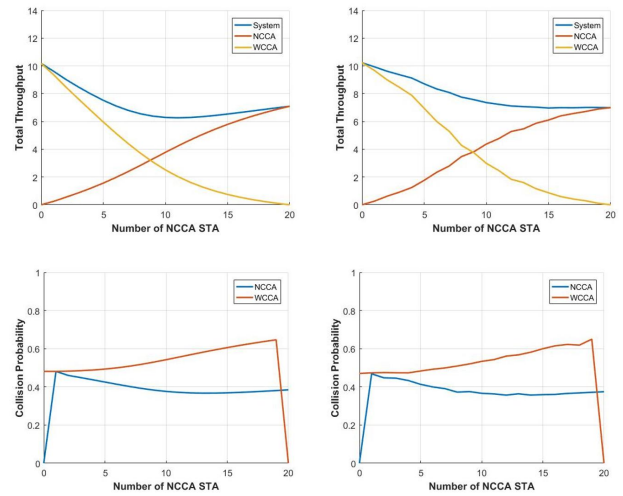 14
12
10
8
6
4
2
0
Total Throughput
System
NCCA
WCCA
0 5 10 15 20
Number of NCCA STA
14
12
10
8
6
4
2
0
Total Throughput
System
NCCA
WCCA
0 5 10 15 20
Number of NCCA STA
1
0.8
0.6
0.4
0.2
0
Collision Probability
NCCA
WCCA
0 5 10 15 20
Number of NCCA STA
1
0.8
0.6
0.4
0.2
0
Collision Probability
NCCA
WCCA
0 5 10 15 20
Number of NCCA STA